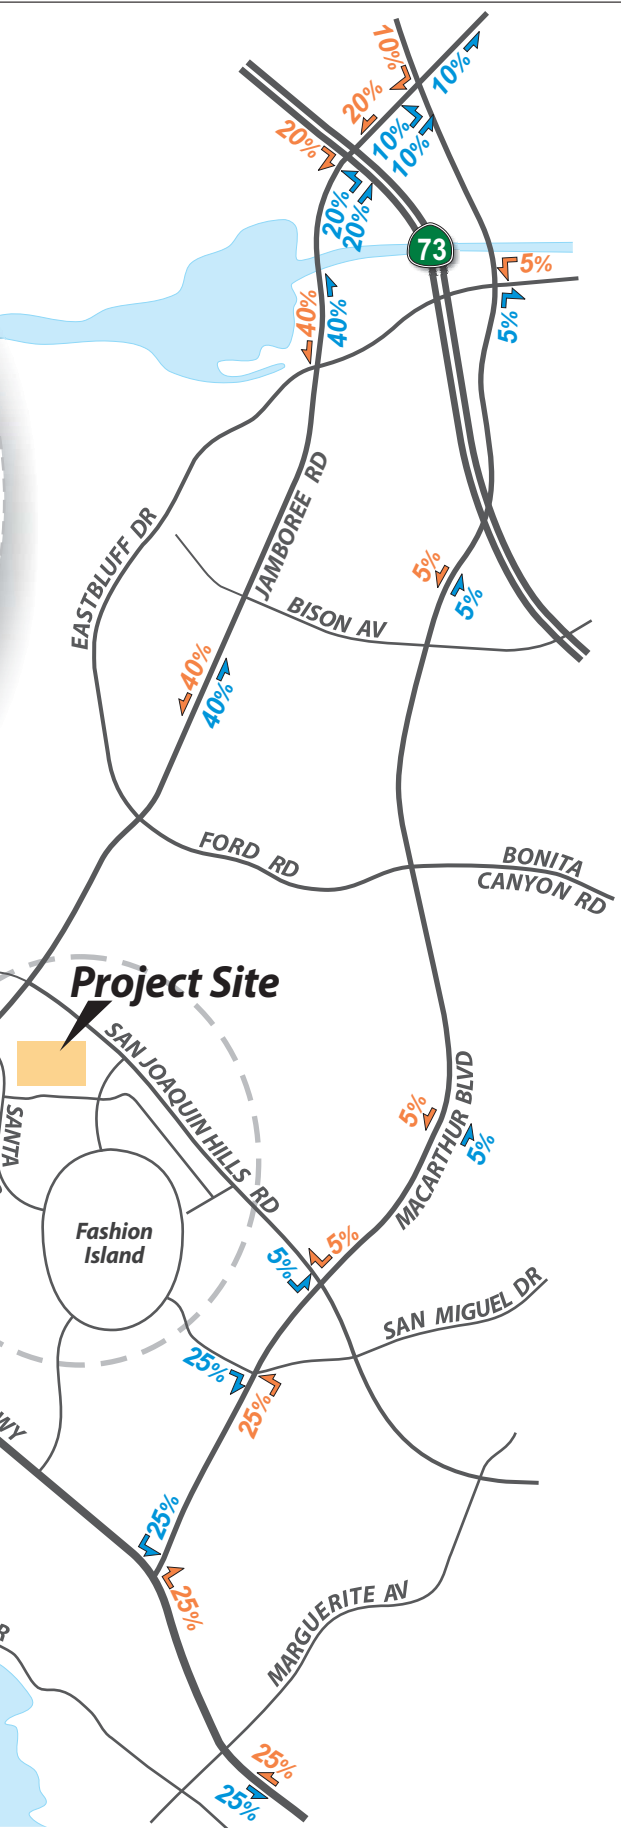 10%
10%
20%
20%
10%
10%
20%
20%
73
5%
5%
40%
40%
JAMBOREE RD
EASTBLUFF DR
5%
5%
BISON AV
40%
40%
FORD RD
BONITA
CANYON RD
Project Site
SAN JOAQUIN HILLS RD
SANTA
5%
5%
MACARTHUR BLVD
Fashion
Island
5%
5%
SAN MIGUEL DR
25%
25%
WY
25%
25%
MARGUERITE AV
R
25%
25%